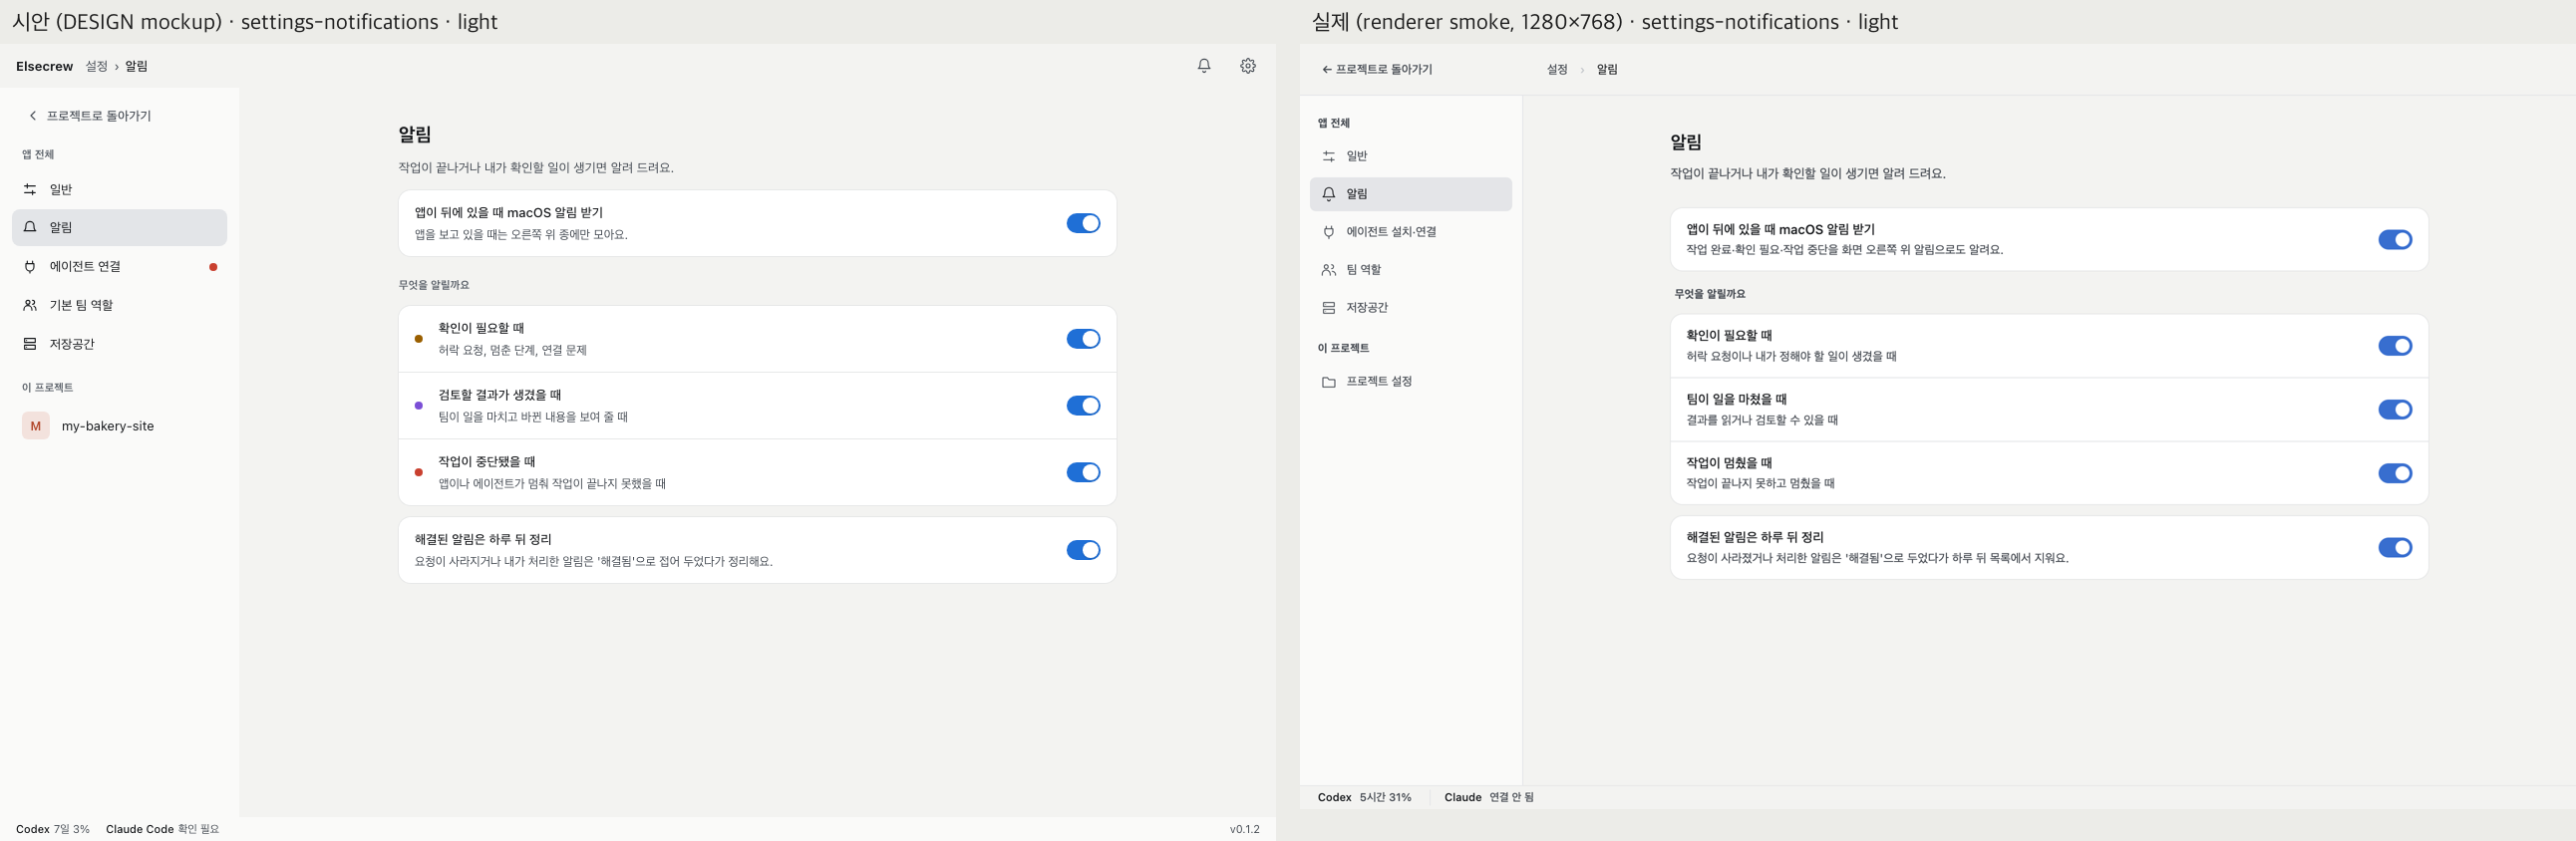 시안 (DESIGN mockup) · settings-notifications · light
Elsecrew 설정 › 알림
프로젝트로 돌아가기
앱 전체
일반
알림
에이전트 연결
기본 팀 역할
저장공간
이 프로젝트
M my-bakery-site
알림
작업이 끝나거나 내가 확인할 일이 생기면 알려 드려요.
앱이 뒤에 있을 때 macOS 알림 받기
앱을 보고 있을 때는 오른쪽 위 종에만 모아요.
무엇을 알릴까요
확인이 필요할 때
허락 요청, 멈춘 단계, 연결 문제
검토할 결과가 생겼을 때
팀이 일을 마치고 바뀐 내용을 보여 줄 때
작업이 중단됐을 때
앱이나 에이전트가 멈춰 작업이 끝나지 못했을 때
해결된 알림은 하루 뒤 정리
요청이 사라지거나 내가 처리한 알림은 '해결됨'으로 접어 두었다가 정리해요.
Codex 7일 3% Claude Code 확인 필요
v0.1.2
실제 (renderer smoke, 1280×768) · settings-notifications · light
← 프로젝트로 돌아가기
설정 › 알림
앱 전체
일반
알림
에이전트 설치·연결
팀 역할
저장공간
이 프로젝트
프로젝트 설정
알림
작업이 끝나거나 내가 확인할 일이 생기면 알려 드려요.
앱이 뒤에 있을 때 macOS 알림 받기
작업 완료·확인 필요·작업 중단을 화면 오른쪽 위 알림으로도 알려요.
무엇을 알릴까요
확인이 필요할 때
허락 요청이나 내가 정해야 할 일이 생겼을 때
팀이 일을 마쳤을 때
결과를 읽거나 검토할 수 있을 때
작업이 멈췄을 때
작업이 끝나지 못하고 멈췄을 때
해결된 알림은 하루 뒤 정리
요청이 사라졌거나 처리한 알림은 '해결됨'으로 두었다가 하루 뒤 목록에서 지워요.
Codex 5시간 31% Claude 연결 안 됨